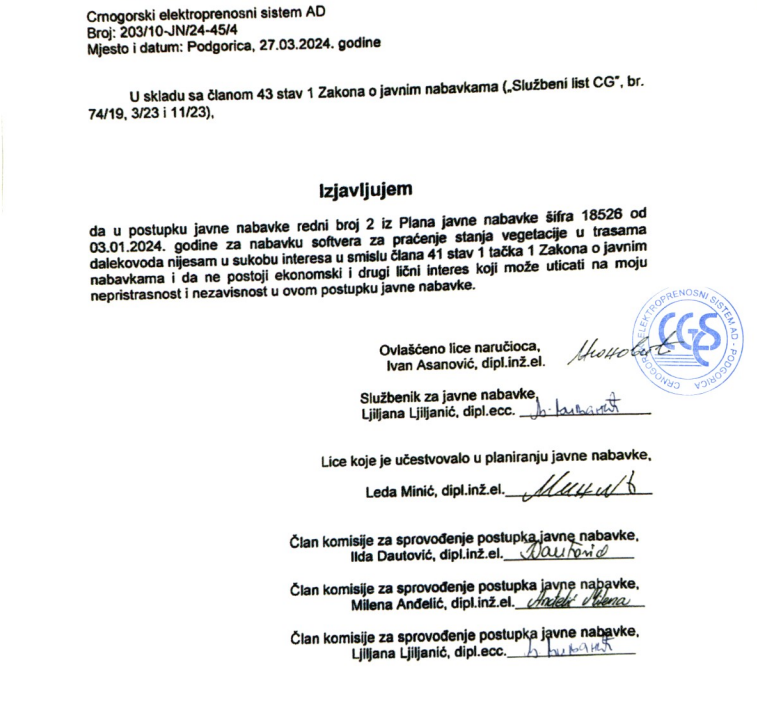 Crnogorski elektroprenosni sistem AD
Broj: 203/10-JN/24-45/4
Mjesto i datum: Podgorica, 27.03.2024. godine
U skladu sa članom 43 stav 1 Zakona o javnim nabavkama („Službeni list CG", br.
74/19, 3/23 i 11/23),
Izjavljujem
da u postupku javne nabavke redni broj 2 iz Plana javne nabavke šifra 18526 od
03.01.2024. godine za nabavku softvera za praćenje stanja vegetacije u trasama
dalekovoda nijesam u sukobu interesa u smislu člana 41 stav 1 tačka 1 Zakona o javnim
nabavkama i da ne postoji ekonomski i drugi lični interes koji može uticati na moju
nepristrasnost i nezavisnost u ovom postupku javne nabavke.
CRNOGORSKI ELEKTROPRENOSNI SISTEM AD - PODGORICA
CGES
Ovlašćeno lice naručioca,
Ivan Asanović, dipl.inž.el.
Službenik za javne nabavke,
Ljiljana Ljiljanić, dipl.ecc.
Lice koje je učestvovalo u planiranju javne nabavke,
Leda Minić, dipl.inž.el.
Član komisije za sprovođenje postupka javne nabavke,
Ilda Dautović, dipl.inž.el. Dautović
Član komisije za sprovođenje postupka javne nabavke,
Milena Anđelić, dipl.inž.el. Anđelić Milena
Član komisije za sprovođenje postupka javne nabavke,
Ljiljana Ljiljanić, dipl.ecc.